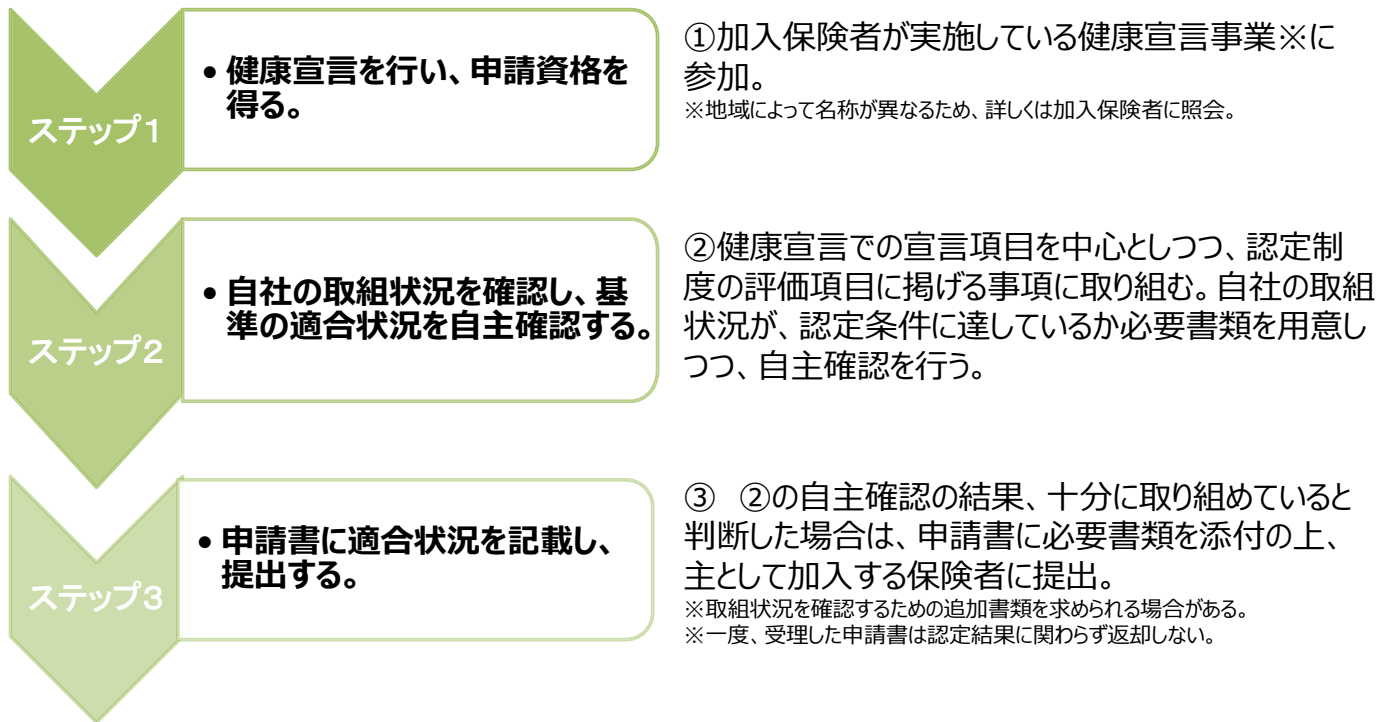 ステップ1
• 健康宣言を行い、申請資格を
得る。
①加入保険者が実施している健康宣言事業※に
参加。
※地域によって名称が異なるため、詳しくは加入保険者に照会。
ステップ2
• 自社の取組状況を確認し、基
準の適合状況を自主確認する。
②健康宣言での宣言項目を中心としつつ、認定制
度の評価項目に掲げる事項に取り組む。自社の取組
状況が、認定条件に達しているか必要書類を用意し
つつ、自主確認を行う。
ステップ3
• 申請書に適合状況を記載し、
提出する。
③　②の自主確認の結果、十分に取り組めていると
判断した場合は、申請書に必要書類を添付の上、
主として加入する保険者に提出。
※取組状況を確認するための追加書類を求められる場合がある。
※一度、受理した申請書は認定結果に関わらず返却しない。